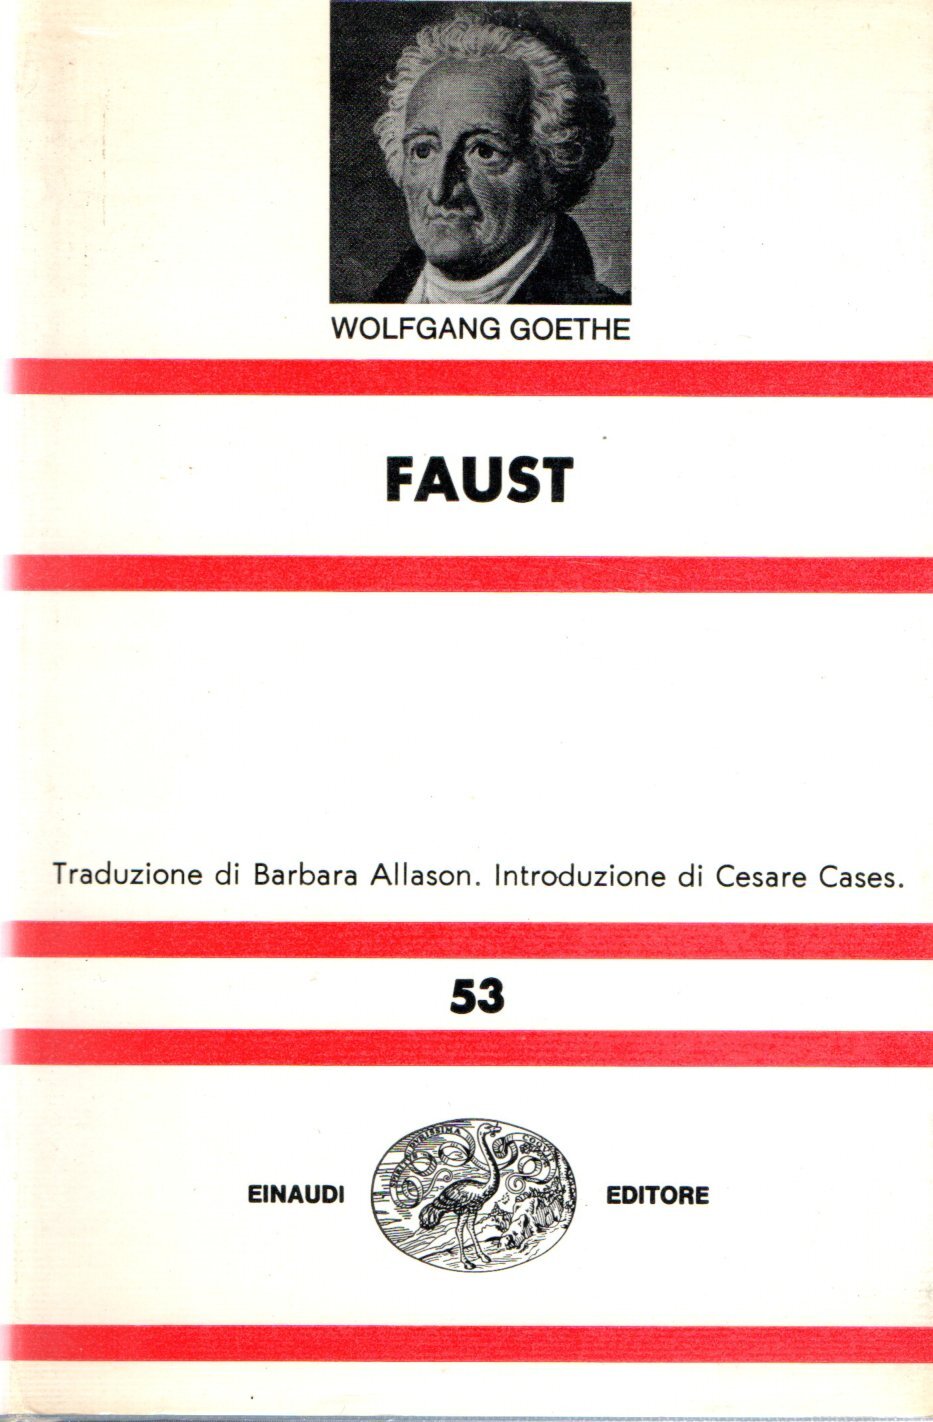 WOLFGANG GOETHE
FAUST
Traduzione di Barbara Allason. Introduzione di Cesare Cases.
53
EINAUDI
EDITORE